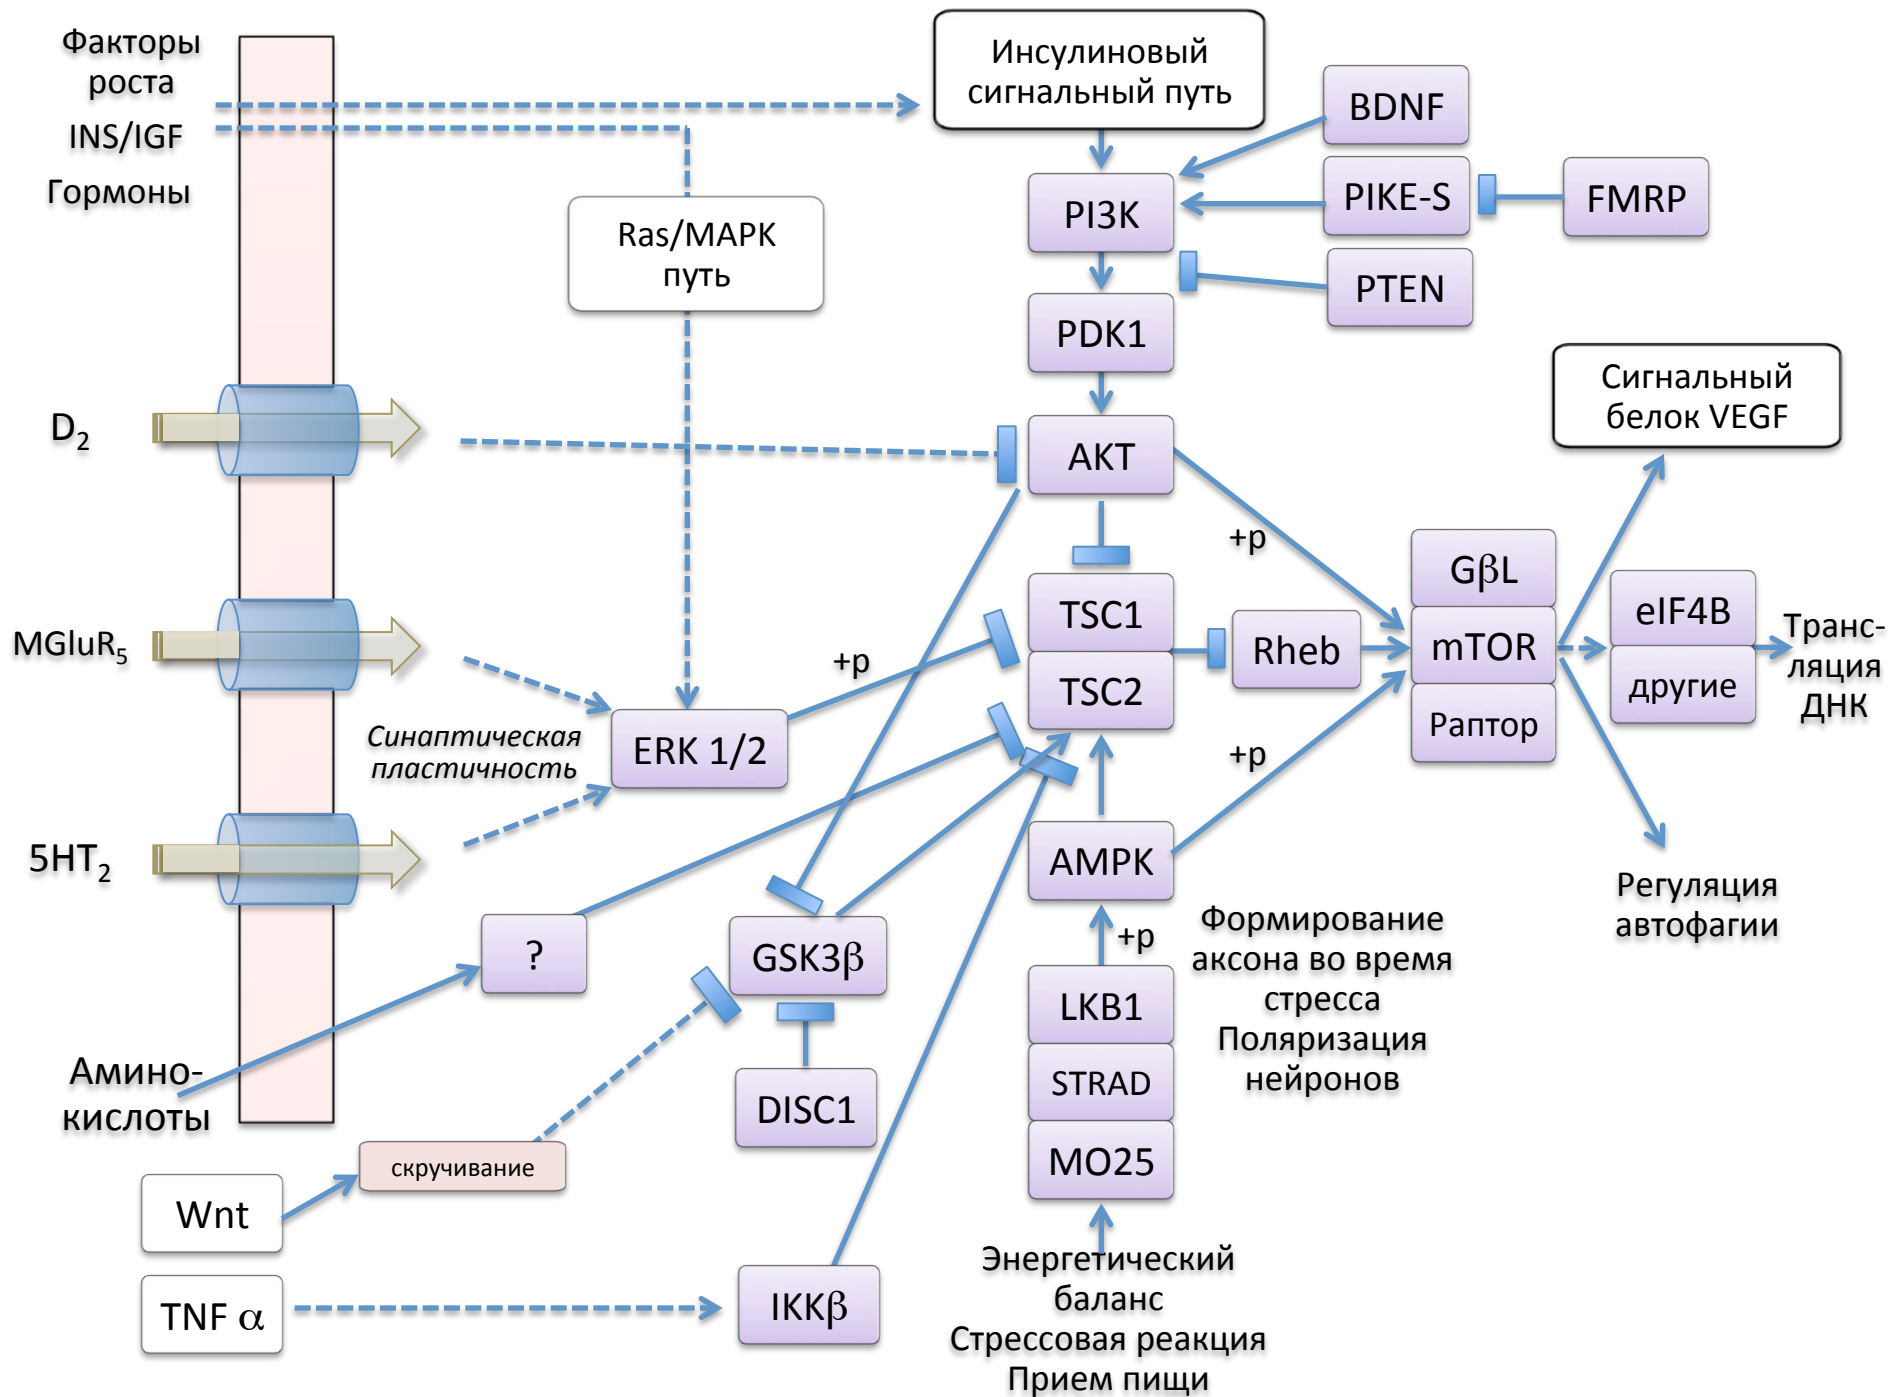 Факторы
роста
INS/IGF
Гормоны
Инсулиновый
сигнальный путь
BDNF
PI3K
PIKE-S
FMRP
PTEN
Ras/MAPK
путь
PDK1
Сигнальный
белок VEGF
D2
AKT
+p
GβL
mTOR
Раптор
eIF4B
другие
Транс-
ляция
ДНК
TSC1
TSC2
Rheb
MGluR5
+p
Синаптическая
пластичность
ERK 1/2
+p
5HT2
AMPK
Регуляция
автофагии
?
GSK3β
+p
Формирование
аксона во время
стресса
Поляризация
нейронов
LKB1
STRAD
MO25
Амино-
кислоты
DISC1
скручивание
Wnt
TNF α
IKKβ
Энергетический
баланс
Стрессовая реакция
Прием пищи